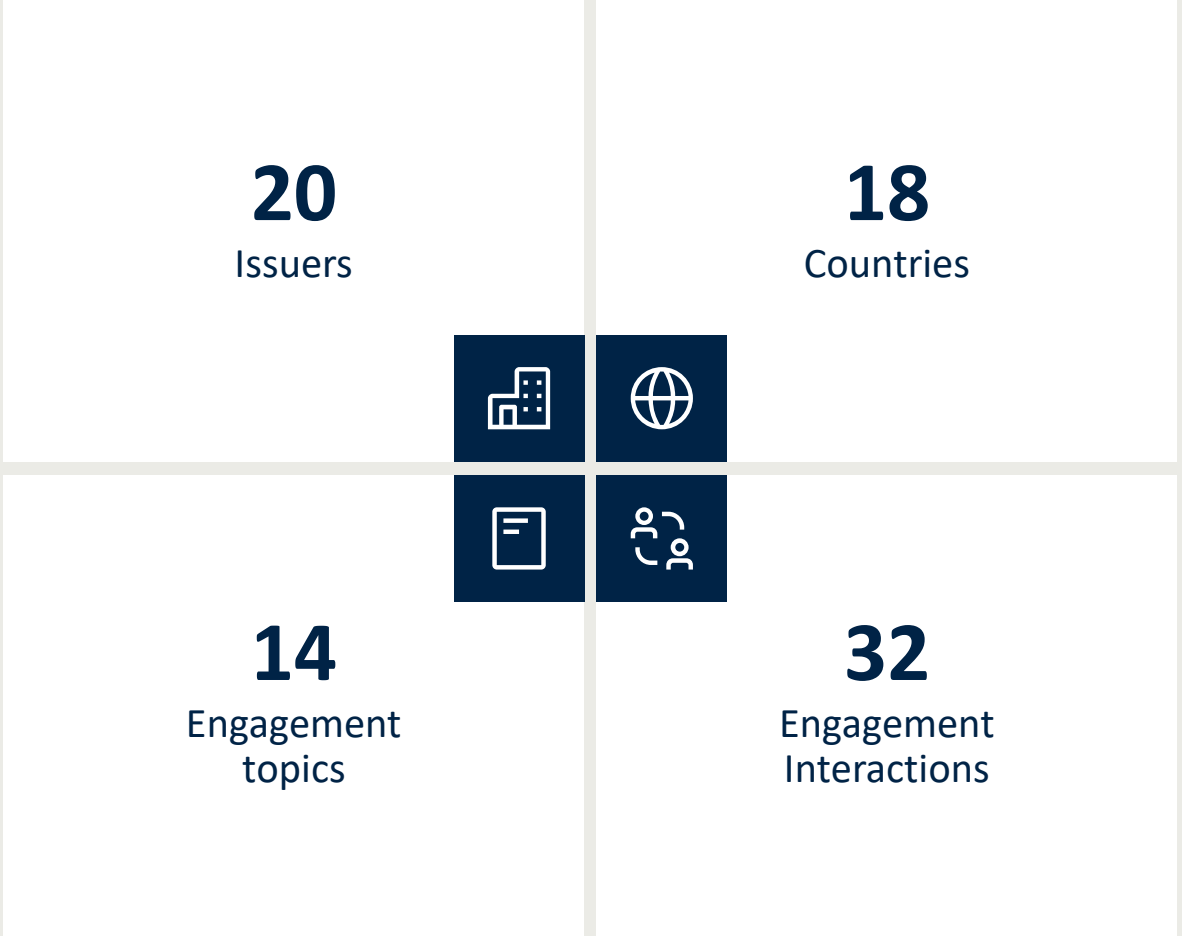 20
Issuers
18
Countries
14
Engagement
topics
32
Engagement
Interactions